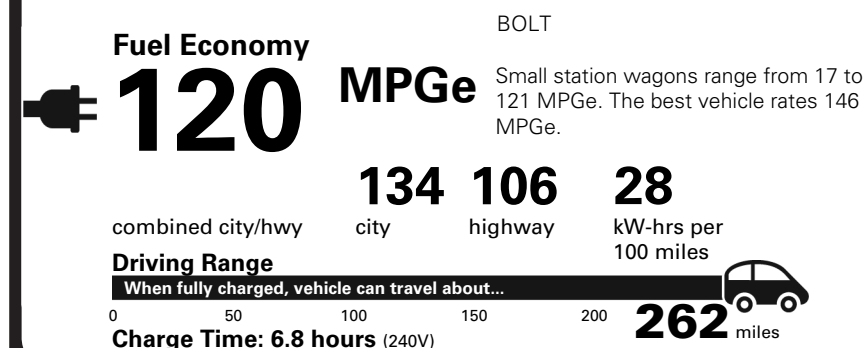 BOLT
Fuel Economy
120
MPGe
Small station wagons range from 17 to
121 MPGe. The best vehicle rates 146
MPGe.
134 106 28
combined city/hwy city highway kW-hrs per
100 miles
Driving Range
When fully charged, vehicle can travel about...
0 50 100 150 200 262 miles
Charge Time: 6.8 hours (240V)